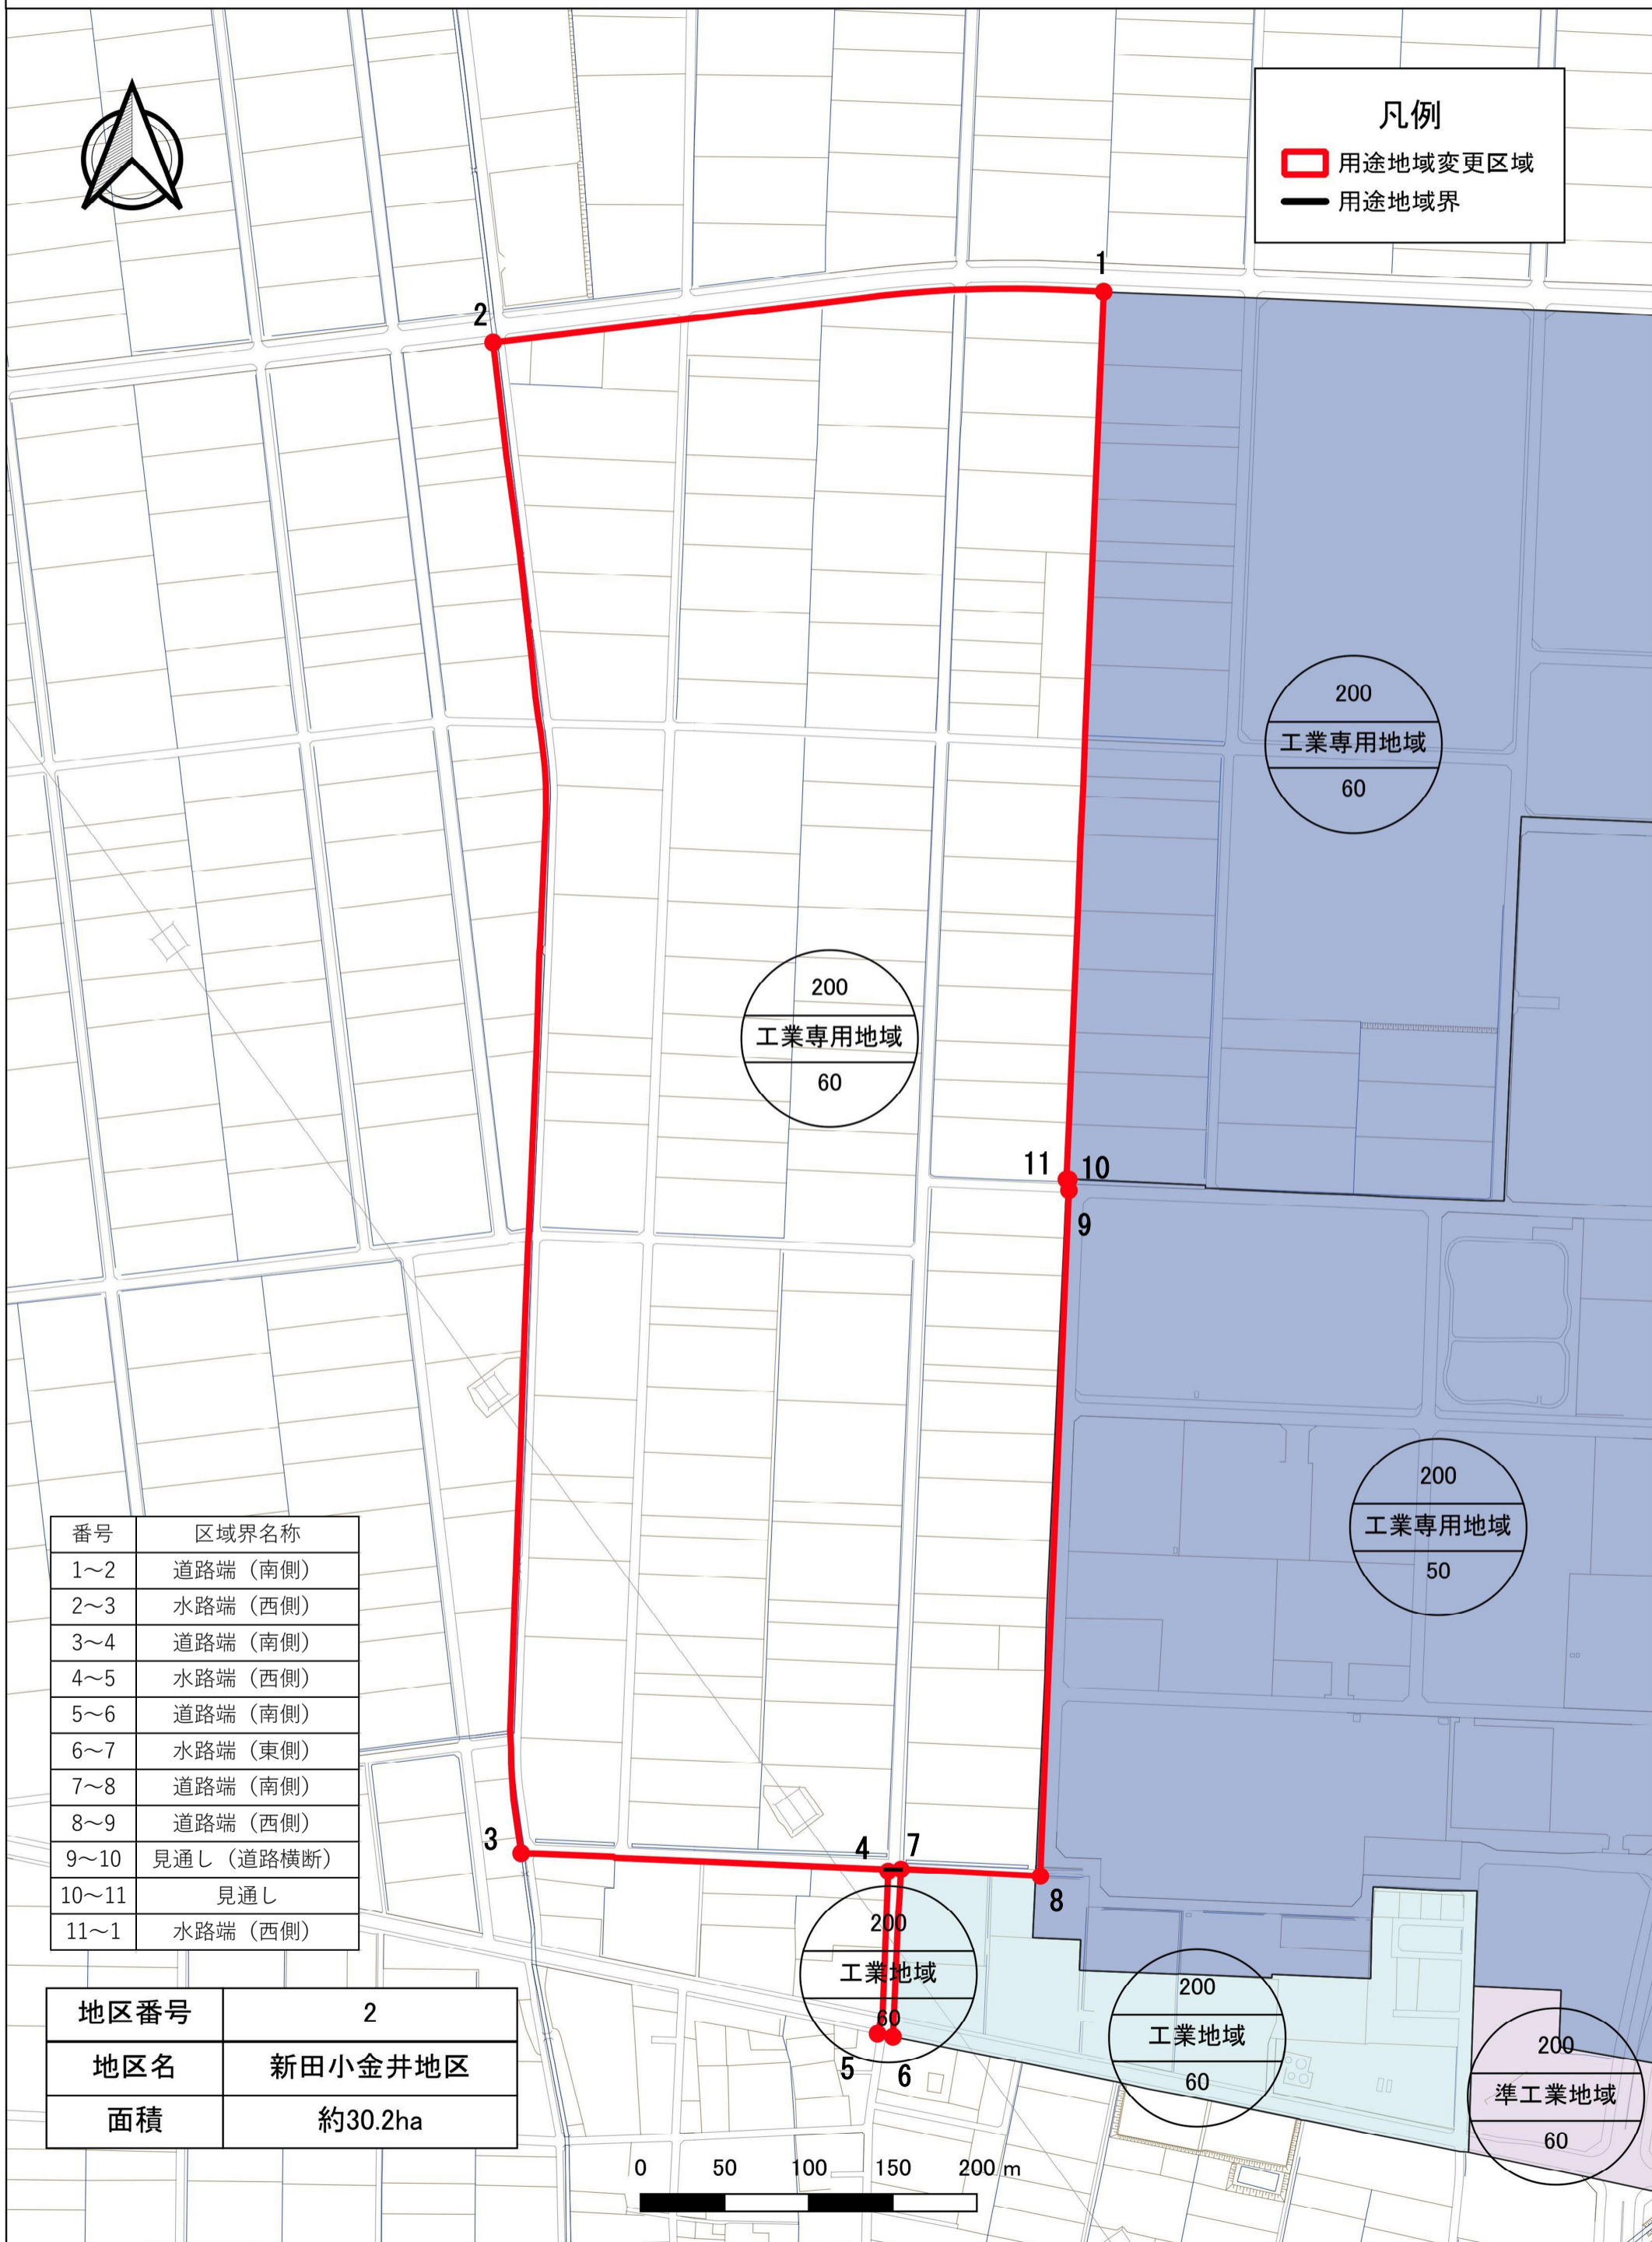 凡例
用途地域変更区域
用途地域界
1
2
200
工業専用地域
60
200
工業専用地域
60
11
10
9
200
工業専用地域
50
番号 区域界名称
1～2 道路端（南側）
2～3 水路端（西側）
3～4 道路端（南側）
4～5 水路端（西側）
5～6 道路端（南側）
6～7 水路端（東側）
7～8 道路端（南側）
8～9 道路端（西側）
9～10 見通し（道路横断）
10～11 見通し
11～1 水路端（西側）
3
4
7
8
200
工業地域
60
5
6
200
工業地域
60
200
準工業地域
60
地区番号 2
地区名 新田小金井地区
面積 約30.2ha
0 50 100 150 200 m